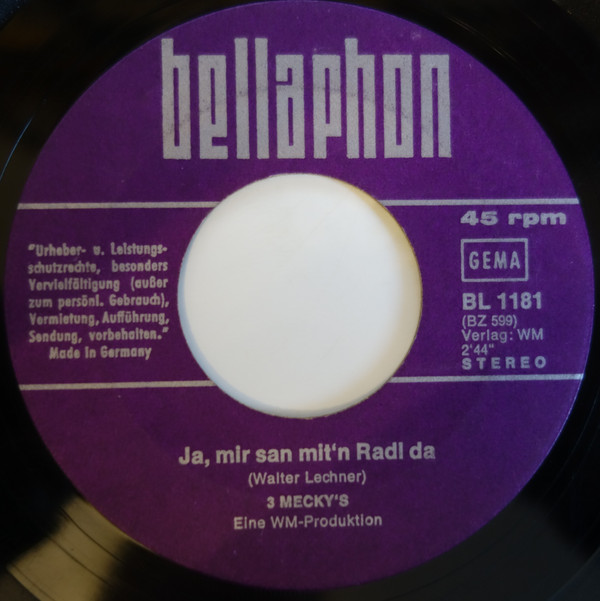 bellaphon
"Urheber- u. Leistungs-
schutzrechte, besonders
Vervielfältigung (außer
zum persönl. Gebrauch),
Vermietung, Aufführung,
Sendung, vorbehalten."
Made in Germany
45 rpm
GEMA
BL 1181
(BZ 599)
Verlag: WM
2'44"
STEREO
Ja, mir san mit'n Radl da
(Walter Lechner)
3 MECKY'S
Eine WM-Produktion